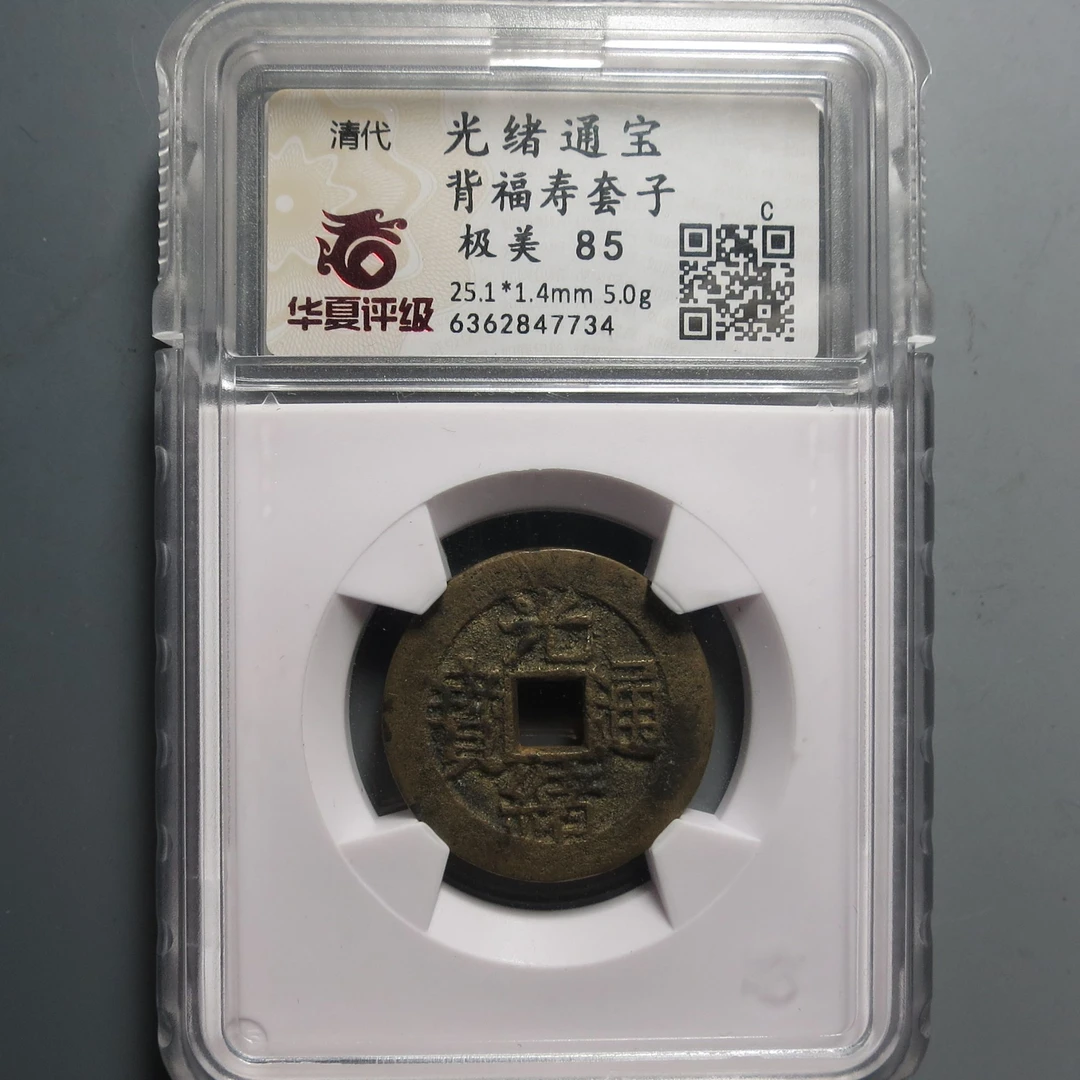 清代
光绪通宝
背福寿套子
极美 85
C
25.1*1.4mm 5.0g
6362847734
华夏评级
光緒通寶